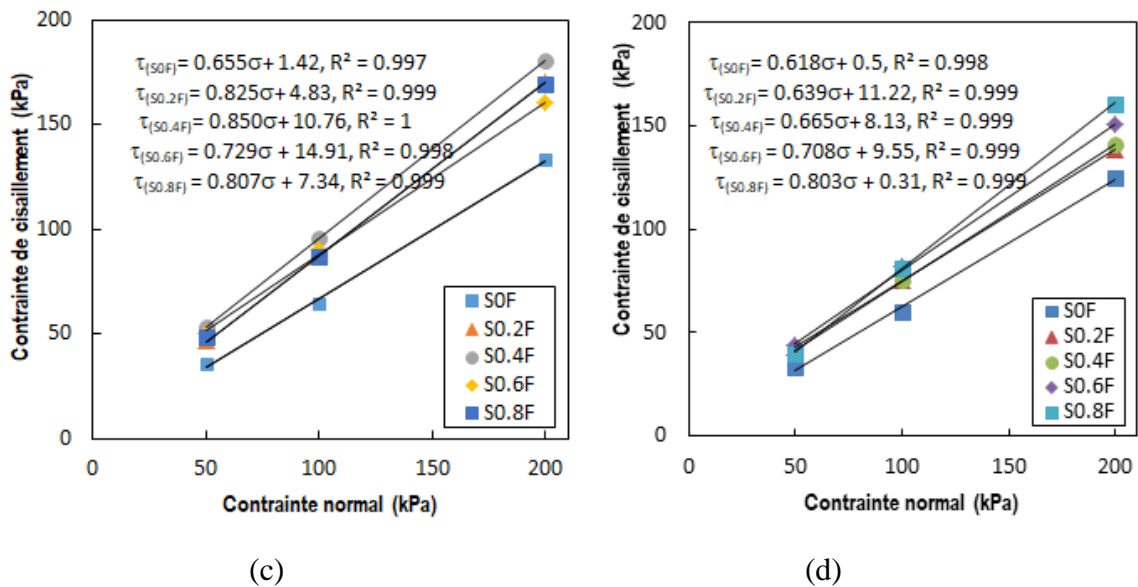 Contrainte de cisaillement (kPa)
200
150
100
50
0
τ(S0F)= 0.655σ+ 1.42, R² = 0.997
τ(S0.2F)= 0.825σ+ 4.83, R² = 0.999
τ(S0.4F)= 0.850σ+ 10.76, R² = 1
τ(S0.6F)= 0.729σ + 14.91, R² = 0.998
τ(S0.8F)= 0.807σ + 7.34, R² = 0.999
S0F
S0.2F
S0.4F
S0.6F
S0.8F
0 50 100 150 200
Contrainte normal (kPa)
(c)
Contrainte de cisaillement (kPa)
200
150
100
50
0
τ(S0F)= 0.618σ+ 0.5, R² = 0.998
τ(S0.2F)= 0.639σ+ 11.22, R² = 0.999
τ(S0.4F)= 0.665σ + 8.13, R² = 0.999
τ(S0.6F)= 0.708σ + 9.55, R² = 0.999
τ(S0.8F)= 0.803σ + 0.31, R² = 0.999
S0F
S0.2F
S0.4F
S0.6F
S0.8F
0 50 100 150 200
Contrainte normal (kPa)
(d)